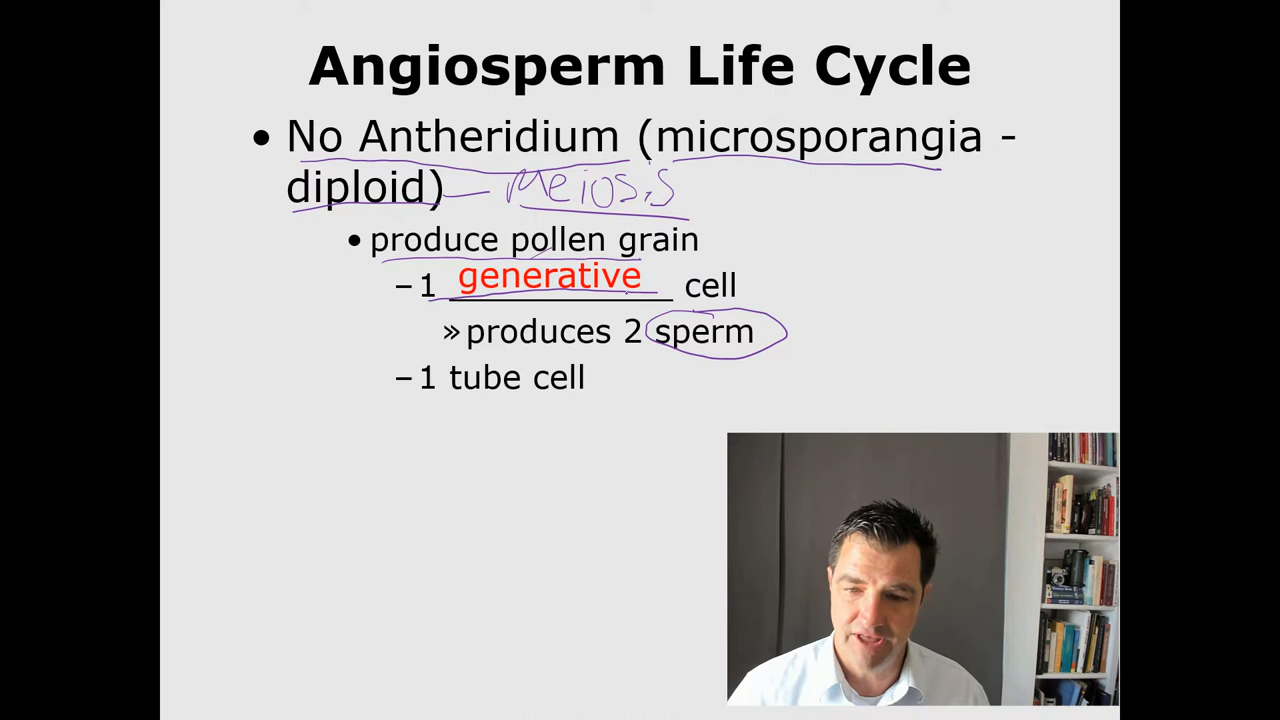 Angiosperm Life Cycle
• No Antheridium (microsporangia -
diploid) – Meiosis
• produce pollen grain
– 1 generative cell
» produces 2 sperm
– 1 tube cell